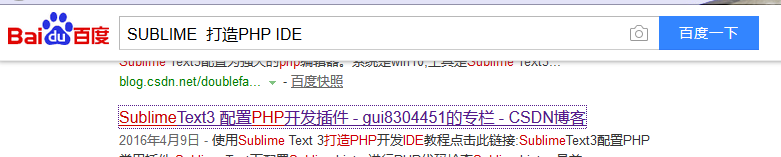 Bai du 百度
SUBLIME 打造PHP IDE
百度一下
Sublime Text3配置为强大的php编辑器。系统是win10,工具是Sublime Text3...
blog.csdn.net/doublefa... - 百度快照
SublimeText3 配置PHP开发插件 - gui8304451的专栏 - CSDN博客
2016年4月9日 - 使用Sublime Text 3打造PHP开发IDE教程点击此链接:SublimeText3配置PHP